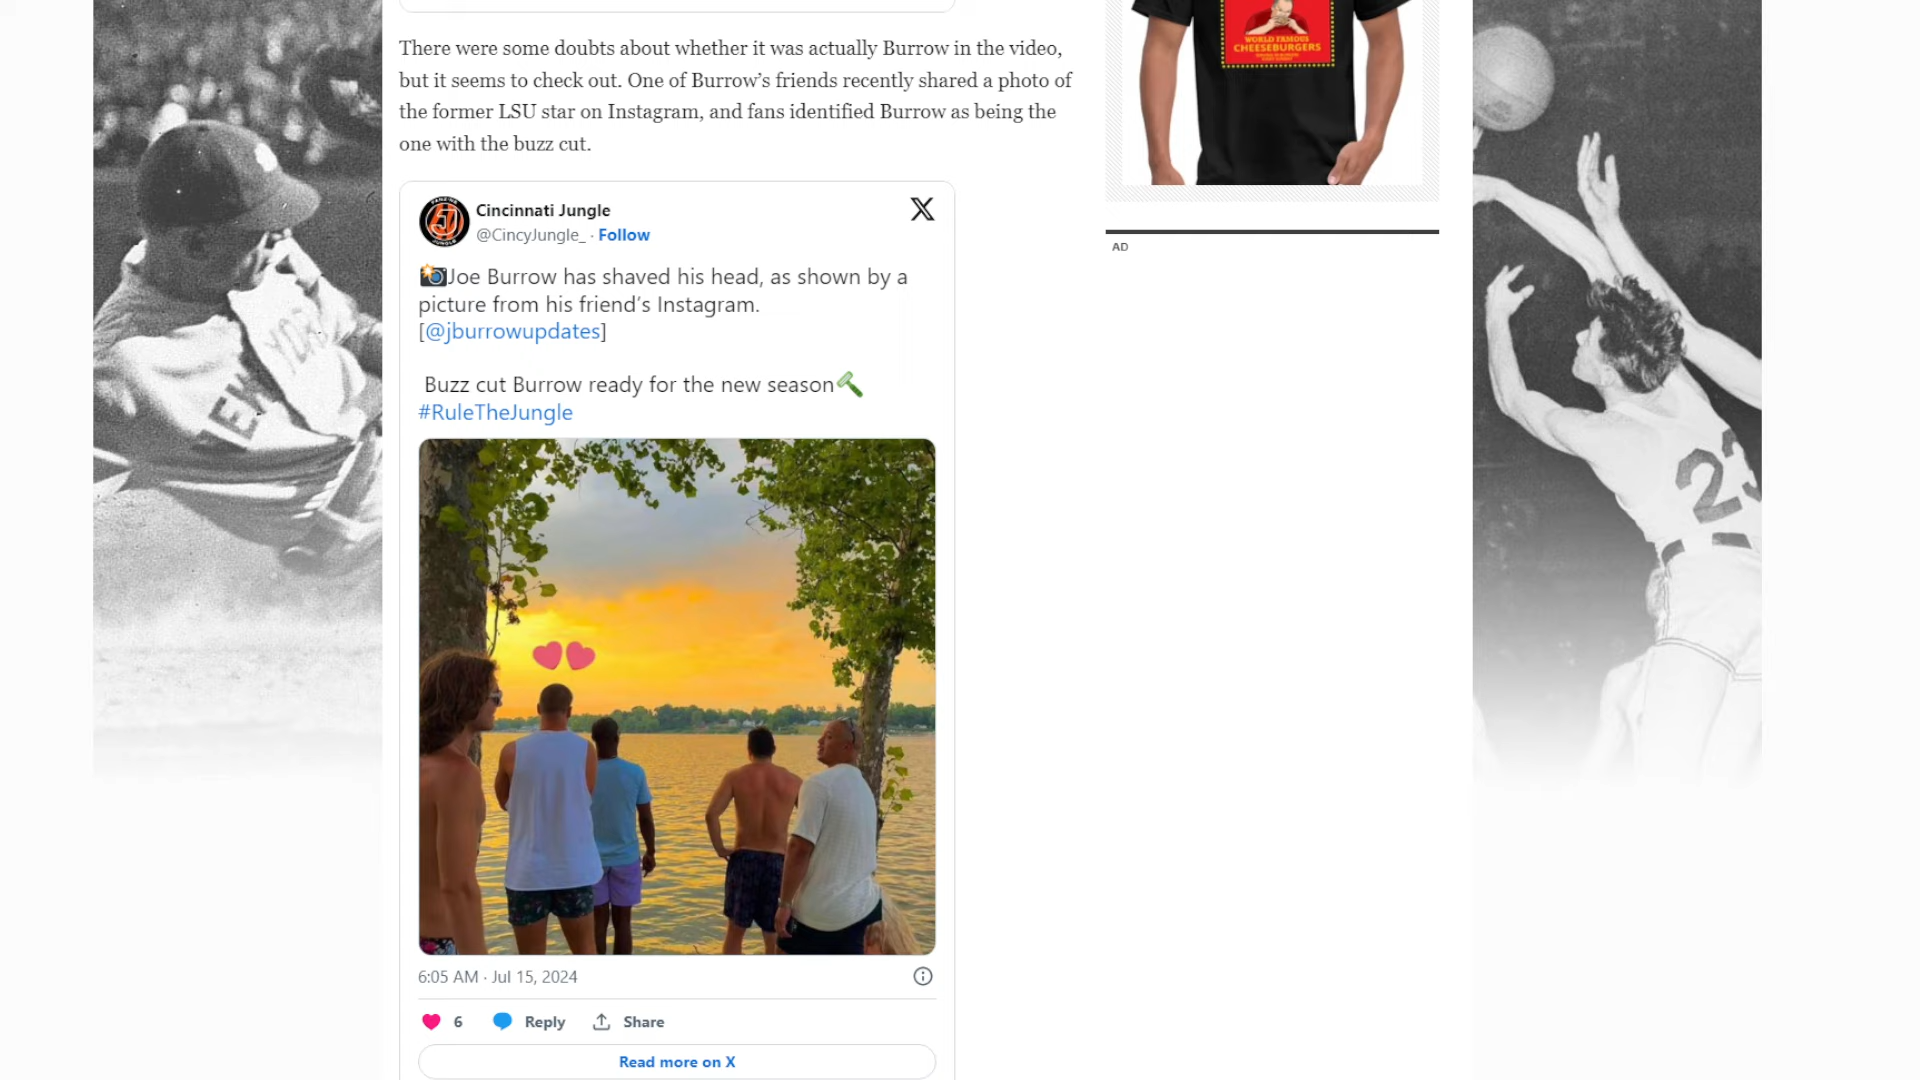 There were some doubts about whether it was actually Burrow in the video,
but it seems to check out. One of Burrow’s friends recently shared a photo of
the former LSU star on Instagram, and fans identified Burrow as being the
one with the buzz cut.
Cincinnati Jungle
@CincyJungle_ · Follow
Joe Burrow has shaved his head, as shown by a
picture from his friend’s Instagram.
[@jburrowupdates]
Buzz cut Burrow ready for the new season
#RuleTheJungle
6:05 AM · Jul 15, 2024
6 Reply Share
Read more on X
WORLD FAMOUS
CHEESEBURGERS
AD
YOR
NEW
23